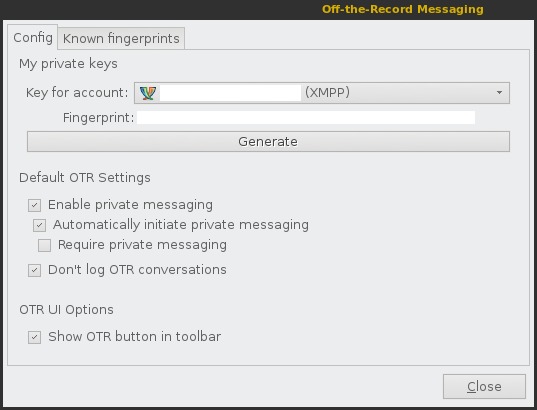 Off-the-Record Messaging
Config Known fingerprints
My private keys
Key for account: (XMPP)
Fingerprint:
Generate
Default OTR Settings
Enable private messaging
Automatically initiate private messaging
Require private messaging
Don't log OTR conversations
OTR UI Options
Show OTR button in toolbar
Close